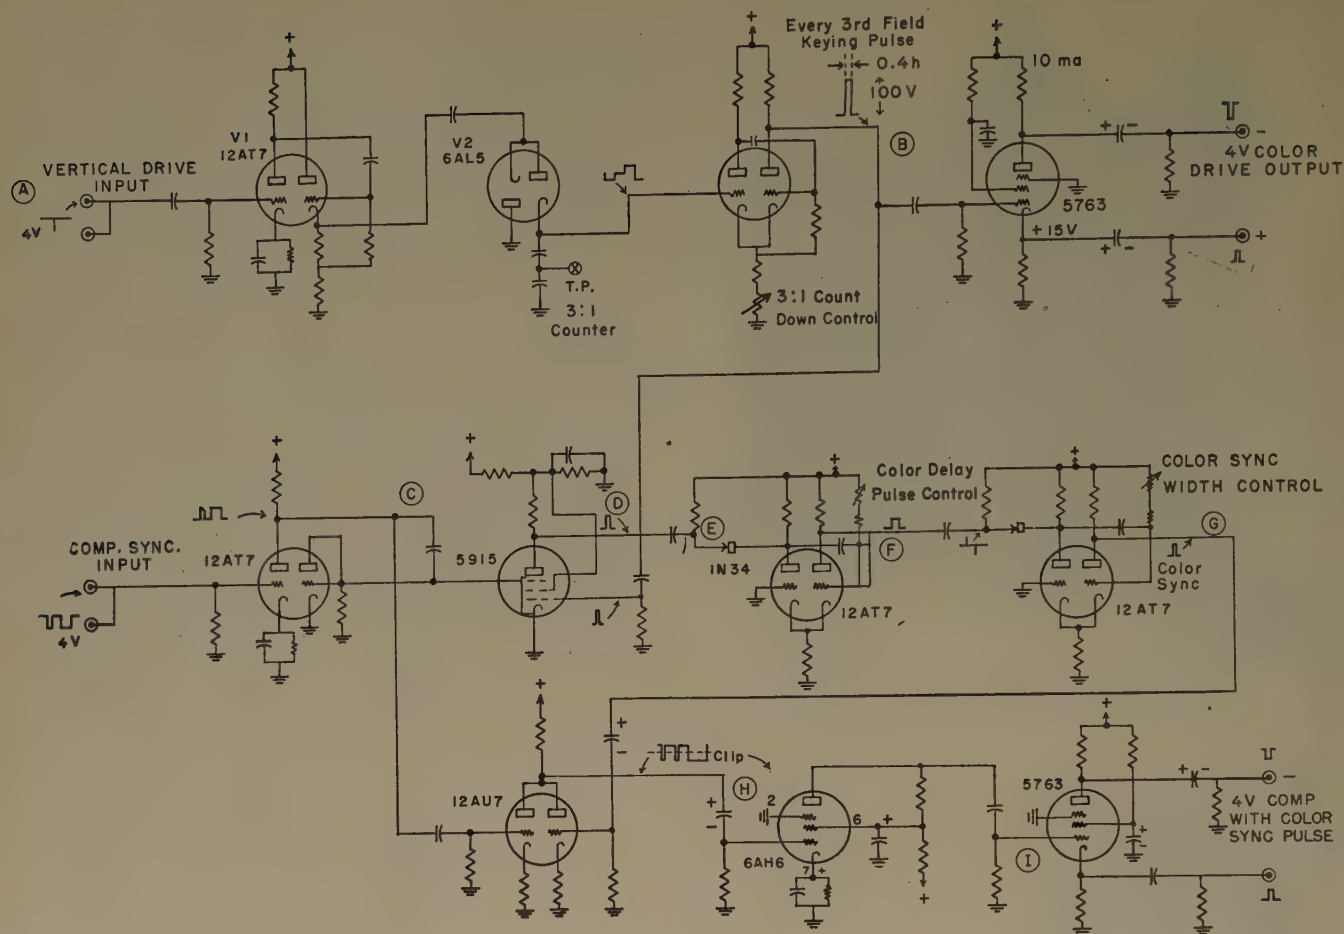 Every 3rd Field
Keying Pulse
0.4h
100V
+
+
+
10 ma
V1
12AT7
V2
6AL5
B
+ -
-
4V COLOR
DRIVE OUTPUT
A
VERTICAL DRIVE
INPUT
4V
5763
+15V
+ -
+
T.P.
3:1
Counter
3:1 Count
Down Control
+
+
+
+
C
D
E
Color Delay
Pulse Control
COLOR SYNC
WIDTH CONTROL
F
G
COMP. SYNC.
INPUT
12AT7
5915
1N34
Color
Sync
4V
12AT7
12AT7
+
+
-
+
Clip
H
5763
+ -
-
12AU7
+
-
2
6
+
4V COMP
WITH COLOR
SYNC PULSE
+
-
6AH6
7
+
+
I